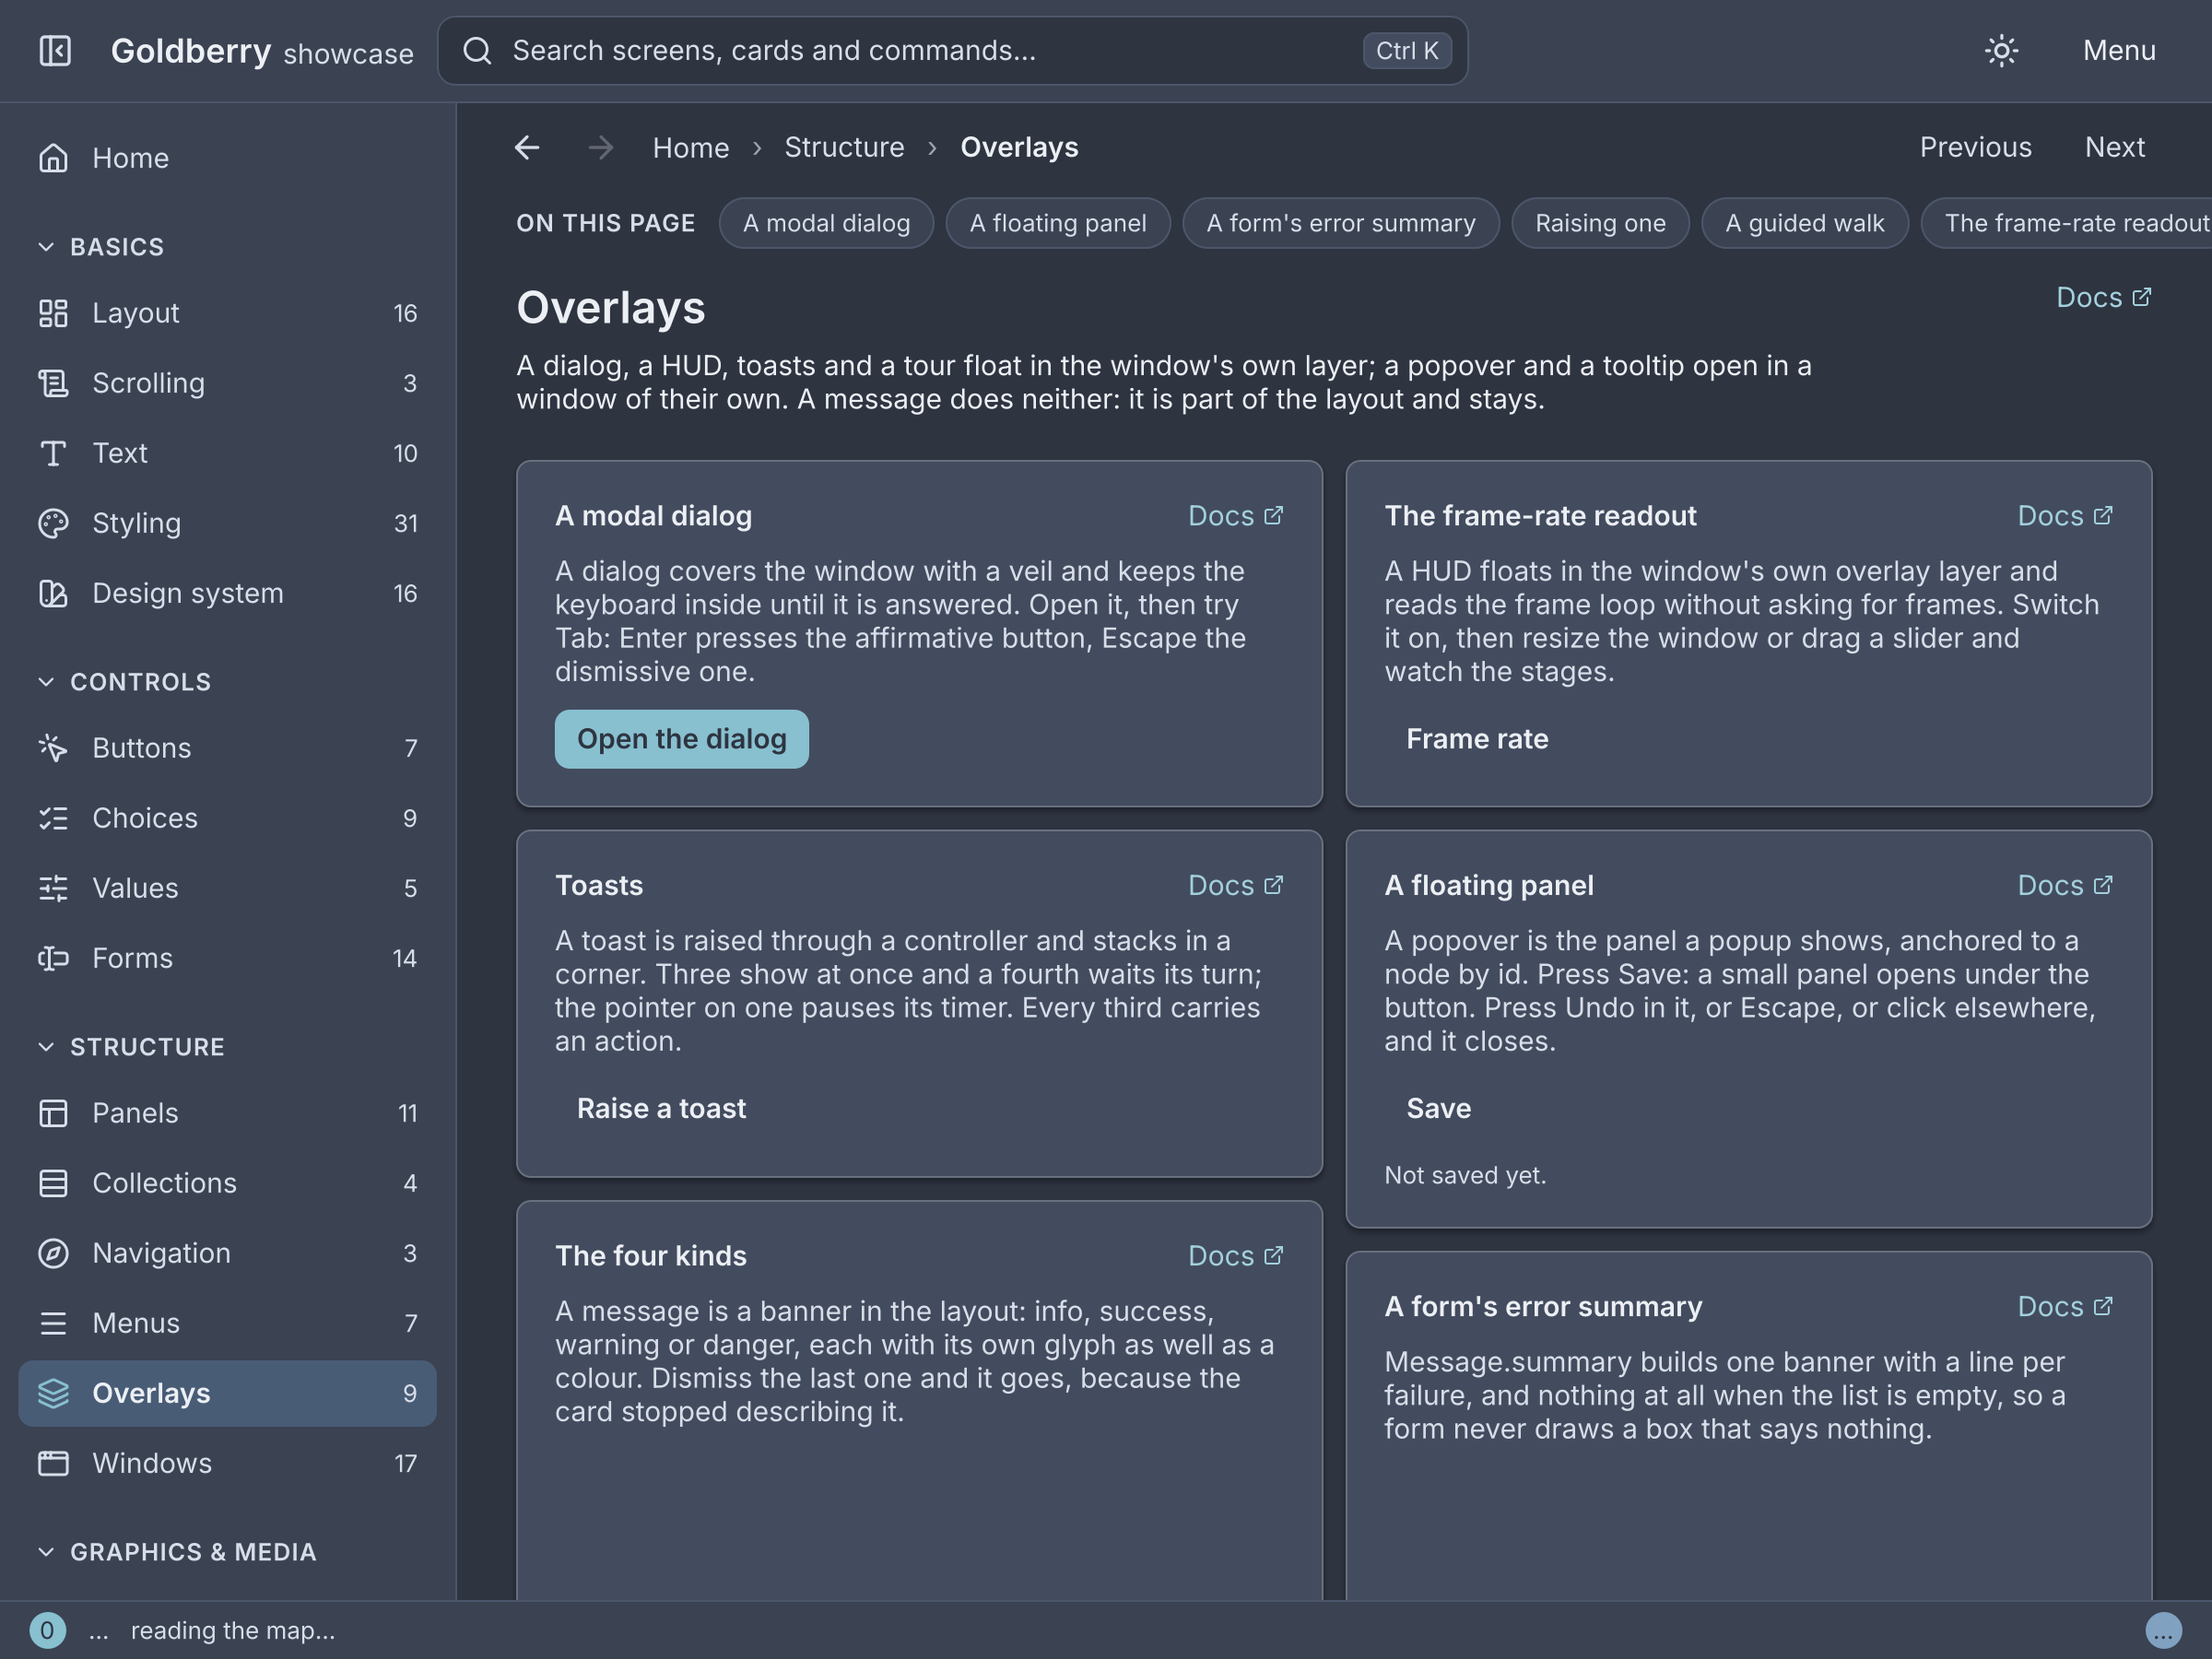 Goldberry showcase
Search screens, cards and commands...
Ctrl K
Menu
Home
BASICS
Layout 16
Scrolling 3
Text 10
Styling 31
Design system 16
CONTROLS
Buttons 7
Choices 9
Values 5
Forms 14
STRUCTURE
Panels 11
Collections 4
Navigation 3
Menus 7
Overlays 9
Windows 17
GRAPHICS & MEDIA
Home › Structure › Overlays
Previous Next
ON THIS PAGE
A modal dialog
A floating panel
A form's error summary
Raising one
A guided walk
The frame-rate readout
Overlays
Docs
A dialog, a HUD, toasts and a tour float in the window's own layer; a popover and a tooltip open in a
window of their own. A message does neither: it is part of the layout and stays.
A modal dialog
Docs
A dialog covers the window with a veil and keeps the
keyboard inside until it is answered. Open it, then try
Tab: Enter presses the affirmative button, Escape the
dismissive one.
Open the dialog
The frame-rate readout
Docs
A HUD floats in the window's own overlay layer and
reads the frame loop without asking for frames. Switch
it on, then resize the window or drag a slider and
watch the stages.
Frame rate
Toasts
Docs
A toast is raised through a controller and stacks in a
corner. Three show at once and a fourth waits its turn;
the pointer on one pauses its timer. Every third carries
an action.
Raise a toast
A floating panel
Docs
A popover is the panel a popup shows, anchored to a
node by id. Press Save: a small panel opens under the
button. Press Undo in it, or Escape, or click elsewhere,
and it closes.
Save
Not saved yet.
The four kinds
Docs
A message is a banner in the layout: info, success,
warning or danger, each with its own glyph as well as a
colour. Dismiss the last one and it goes, because the
card stopped describing it.
A form's error summary
Docs
Message.summary builds one banner with a line per
failure, and nothing at all when the list is empty, so a
form never draws a box that says nothing.
0 ... reading the map...
...